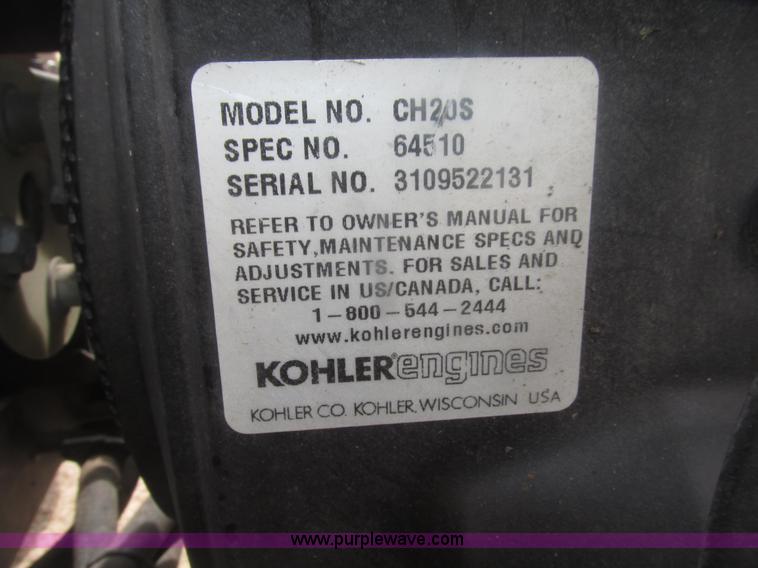 MODEL NO. CH20S
SPEC NO. 64510
SERIAL NO. 3109522131
REFER TO OWNER'S MANUAL FOR
SAFETY,MAINTENANCE SPECS AND
ADJUSTMENTS. FOR SALES AND
SERVICE IN US/CANADA, CALL:
1-800-544-2444
www.kohlerengines.com
KOHLER engines
KOHLER CO. KOHLER, WISCONSIN USA
www.purplewave.com